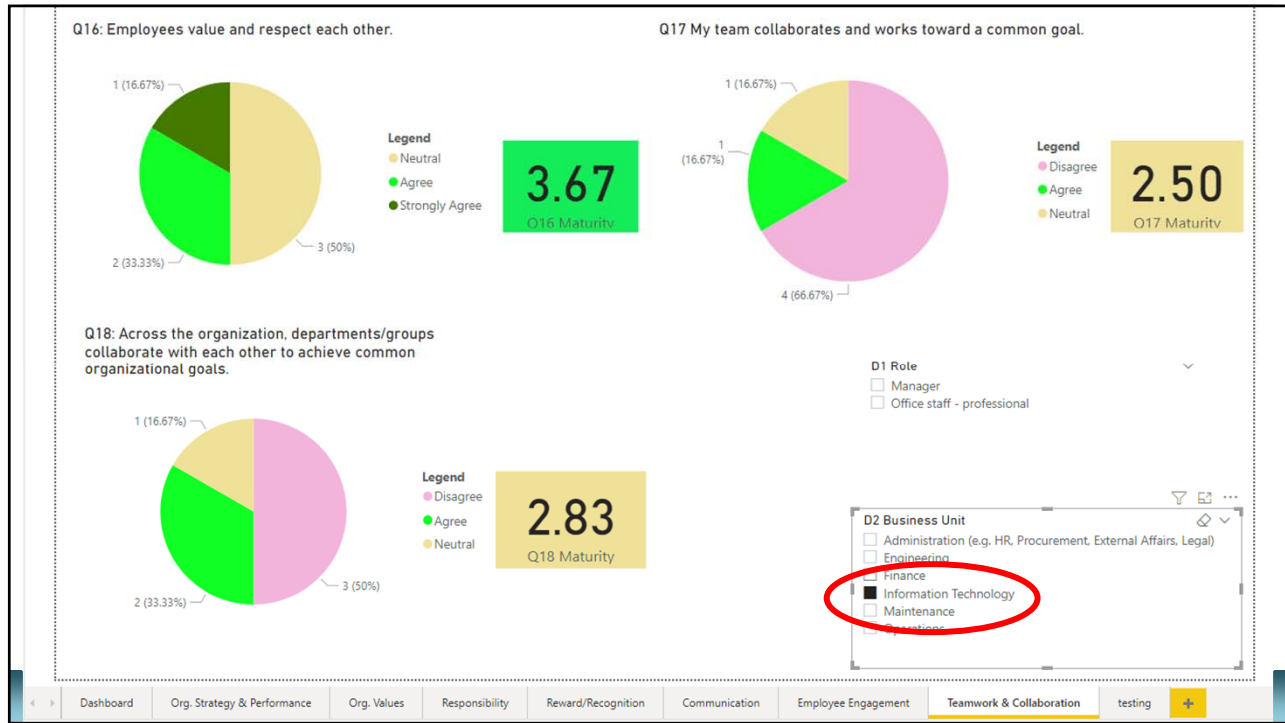 Q16: Employees value and respect each other.
1 (16.67%)
2 (33.33%)
3 (50%)
Legend
Neutral
Agree
Strongly Agree
3.67
Q16 Maturity
Q17 My team collaborates and works toward a common goal.
1 (16.67%)
1
(16.67%)
4 (66.67%)
Legend
Disagree
Agree
Neutral
2.50
Q17 Maturity
Q18: Across the organization, departments/groups
collaborate with each other to achieve common
organizational goals.
1 (16.67%)
2 (33.33%)
3 (50%)
Legend
Disagree
Agree
Neutral
2.83
Q18 Maturity
D1 Role
Manager
Office staff - professional
D2 Business Unit
Administration (e.g. HR, Procurement, External Affairs, Legal)
Engineering
Finance
Information Technology
Maintenance
Operations
Dashboard
Org. Strategy & Performance
Org. Values
Responsibility
Reward/Recognition
Communication
Employee Engagement
Teamwork & Collaboration
testing
+